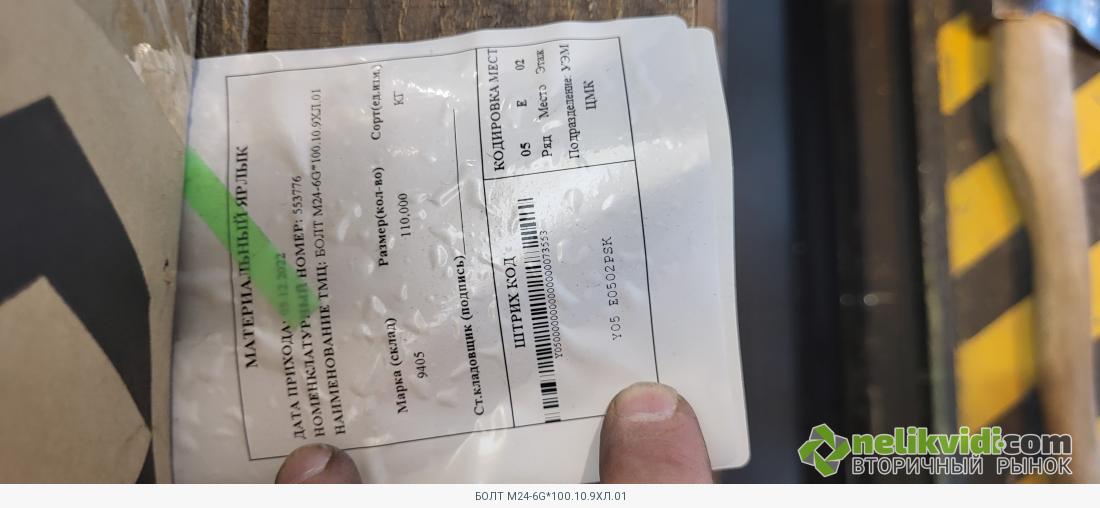 МАТЕРИАЛЬНЫЙ ЯРЛЫК
ДАТА ПРИХОДА: .12.2022
НОМЕНКЛАТУРНЫЙ НОМЕР: 553776
НАИМЕНОВАНИЕ ТМЦ: БОЛТ М24-6G*100.10.9ХЛ.01
Марка (склад) Размер(кол-во) Сорт(ед.изм.)
9405 110,000 КГ
Ст.кладовщик (подпись)
ШТРИХ КОД
Y05 E0502PSK
КОДИРОВКА МЕСТ
05 Е 02
Ряд Место Этаж
Подразделение: УЭМ
ЦМК
nelikvidi.com
ВТОРИЧНЫЙ РЫНОК
БОЛТ М24-6G*100.10.9ХЛ.01